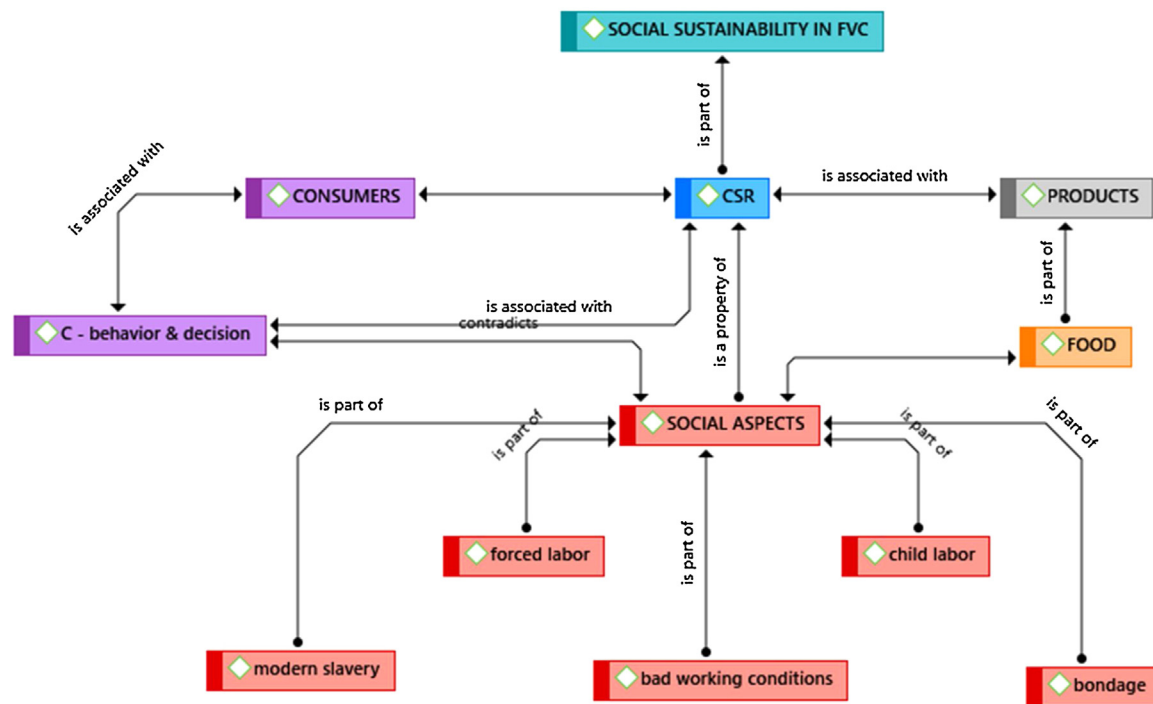 SOCIAL SUSTAINABILITY IN FVC
is part of
is associated with
CONSUMERS
CSR
is associated with
PRODUCTS
is a property of
is part of
C - behavior & decision
is associated with
contradicts
FOOD
is part of
is part of
SOCIAL ASPECTS
is part of
is part of
forced labor
is part of
child labor
modern slavery
bad working conditions
bondage